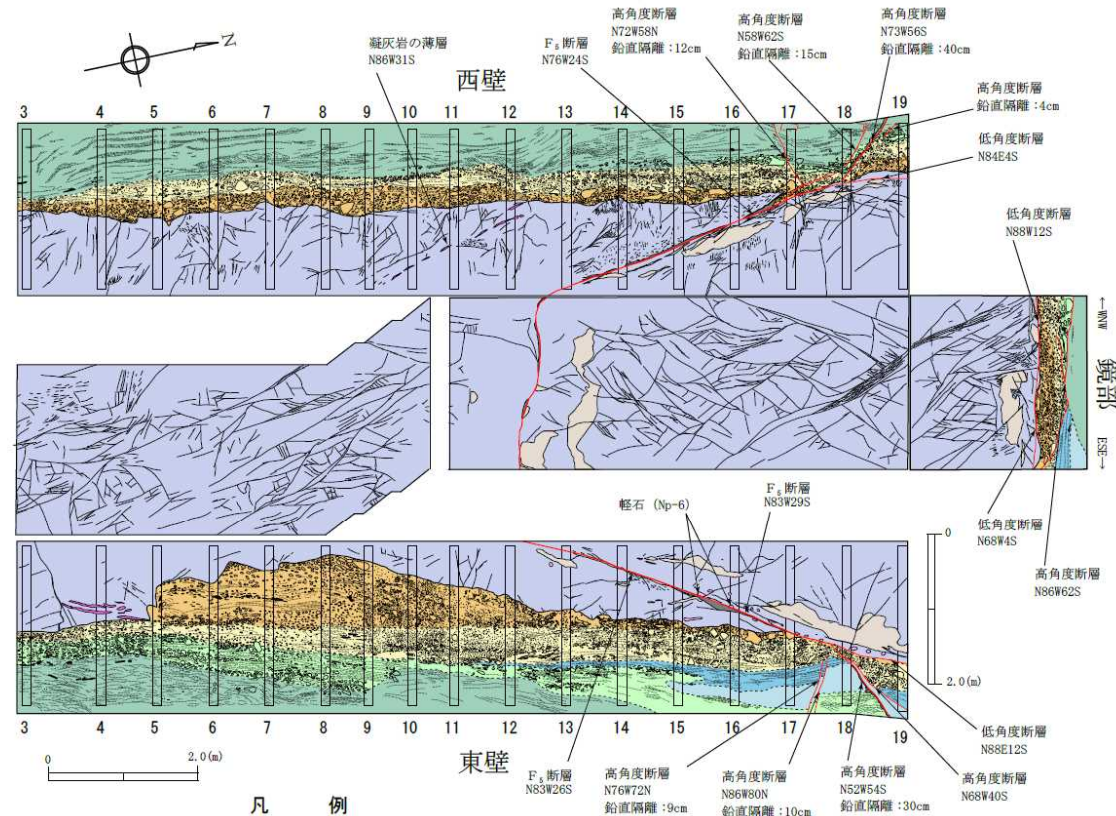 N
西壁
凝灰岩の薄層
N86W31S
F₅断層
N76W24S
高角度断層
N72W58N
鉛直隔離:12cm
高角度断層
N58W62S
鉛直隔離:15cm
高角度断層
N73W56S
鉛直隔離:40cm
高角度断層
鉛直隔離:4cm
低角度断層
N84E4S
3 4 5 6 7 8 9 10 11 12 13 14 15 16 17 18 19
低角度断層
N88W12S
←WNW
鏡部
ESE→
低角度断層
N68W4S
高角度断層
N86W62S
軽石 (Np-6)
F₅断層
N83W29S
0
2.0(m)
3 4 5 6 7 8 9 10 11 12 13 14 15 16 17 18 19
東壁
低角度断層
N88E12S
F₅断層
N83W26S
高角度断層
N76W72N
鉛直隔離:9cm
高角度断層
N86W80N
鉛直隔離:10cm
高角度断層
N52W54S
鉛直隔離:30cm
高角度断層
N68W40S
0 2.0(m)
凡 例